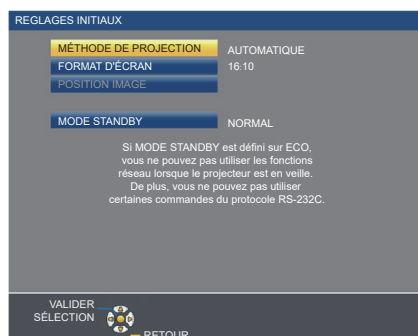 REGLAGES INITIAUX
MÉTHODE DE PROJECTION AUTOMATIQUE
FORMAT D'ÉCRAN 16:10
POSITION IMAGE
MODE STANDBY NORMAL
Si MODE STANDBY est défini sur ECO,
vous ne pouvez pas utiliser les fonctions
réseau lorsque le projecteur est en veille.
De plus, vous ne pouvez pas utiliser
certaines commandes du protocole RS-232C.
VALIDER
SÉLECTION
RETOUR